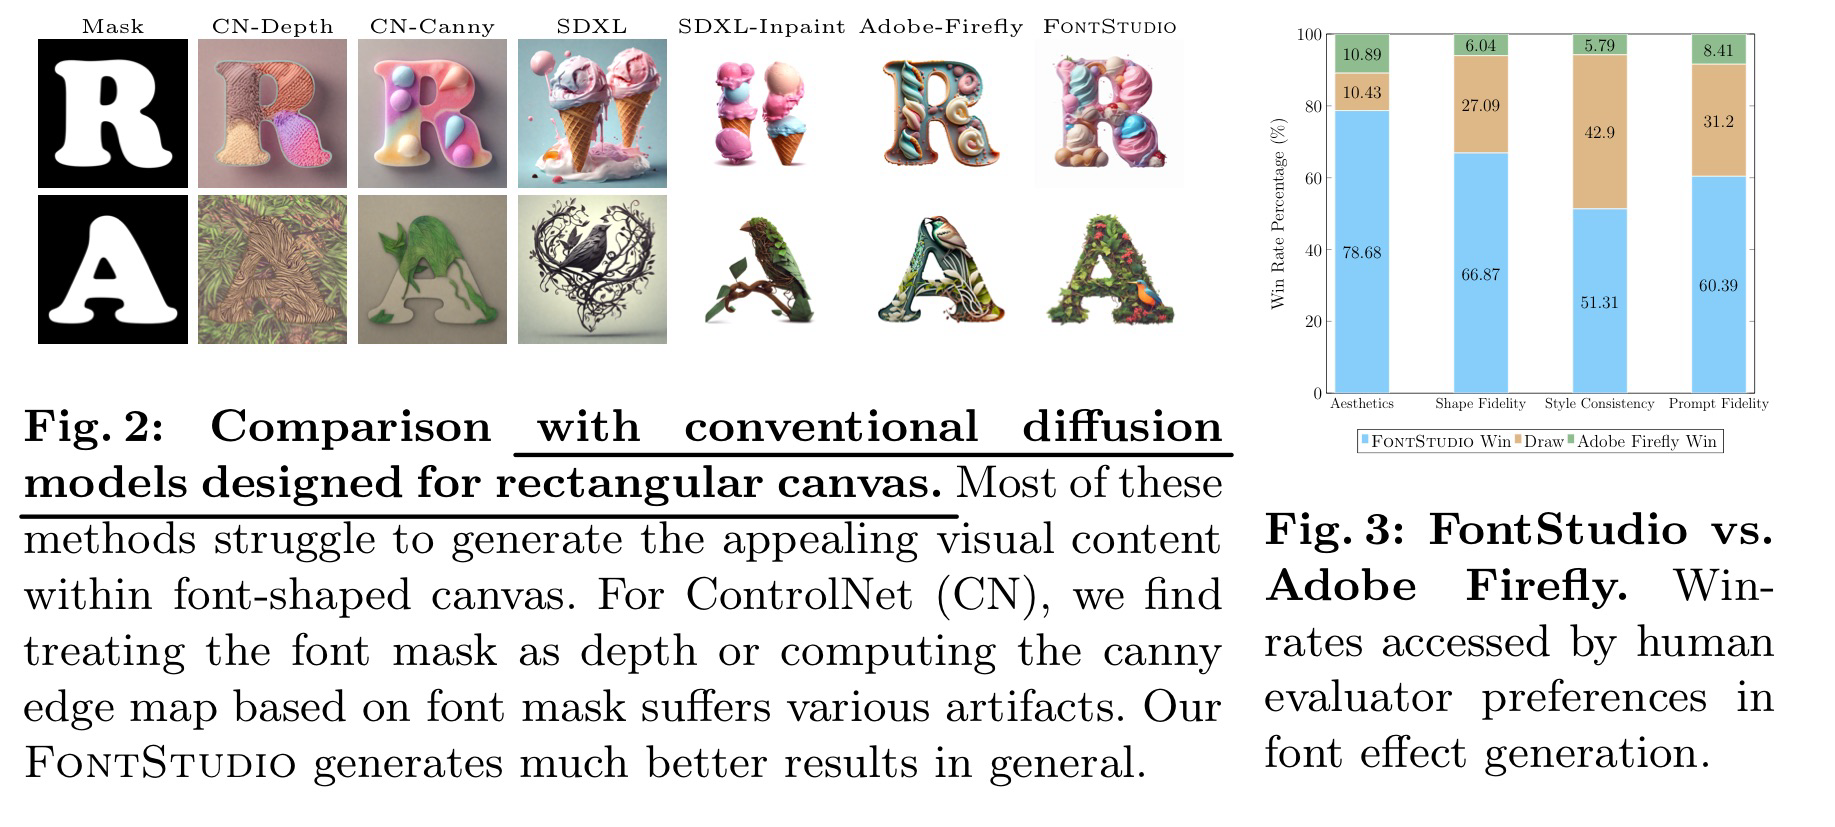 Mask CN-Depth CN-Canny SDXL SDXL-Inpaint Adobe-Firefly FONTSTUDIO
R
A
Fig. 2: Comparison with conventional diffusion
models designed for rectangular canvas. Most of these
methods struggle to generate the appealing visual content
within font-shaped canvas. For ControlNet (CN), we find
treating the font mask as depth or computing the canny
edge map based on font mask suffers various artifacts. Our
FONTSTUDIO generates much better results in general.
Win Rate Percentage (%)
100
80
60
40
20
0
10.89 6.04 5.79 8.41
10.43 27.09 42.9 31.2
78.68 66.87 51.31 60.39
Aesthetics Shape Fidelity Style Consistency Prompt Fidelity
FONTSTUDIO Win Draw Adobe Firefly Win
Fig. 3: FontStudio vs.
Adobe Firefly. Win-
rates accessed by human
evaluator preferences in
font effect generation.